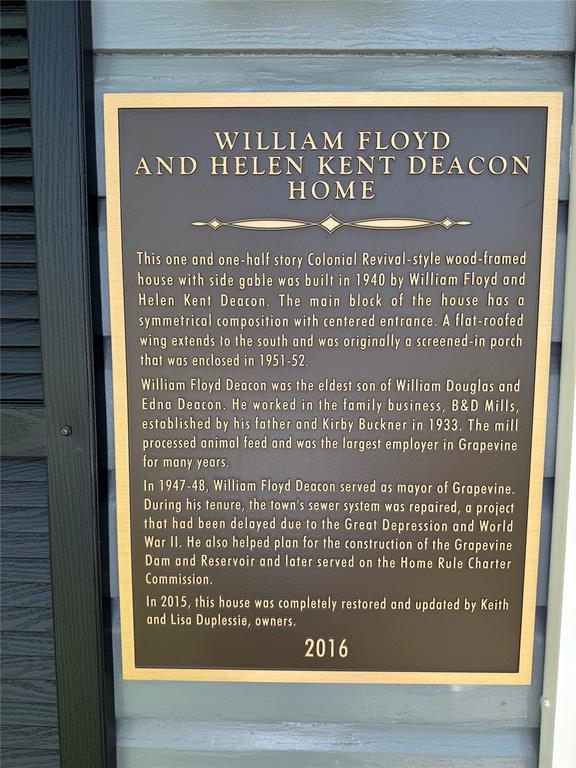 WILLIAM FLOYD
AND HELEN KENT DEACON
HOME
This one and one-half story Colonial Revival-style wood-framed
house with side gable was built in 1940 by William Floyd and
Helen Kent Deacon. The main block of the house has a
symmetrical composition with centered entrance. A flat-roofed
wing extends to the south and was originally a screened-in porch
that was enclosed in 1951-52.
William Floyd Deacon was the eldest son of William Douglas and
Edna Deacon. He worked in the family business, B&D Mills,
established by his father and Kirby Buckner in 1933. The mill
processed animal feed and was the largest employer in Grapevine
for many years.
In 1947-48, William Floyd Deacon served as mayor of Grapevine.
During his tenure, the town's sewer system was repaired, a project
that had been delayed due to the Great Depression and World
War II. He also helped plan for the construction of the Grapevine
Dam and Reservoir and later served on the Home Rule Charter
Commission.
In 2015, this house was completely restored and updated by Keith
and Lisa Duplessie, owners.
2016